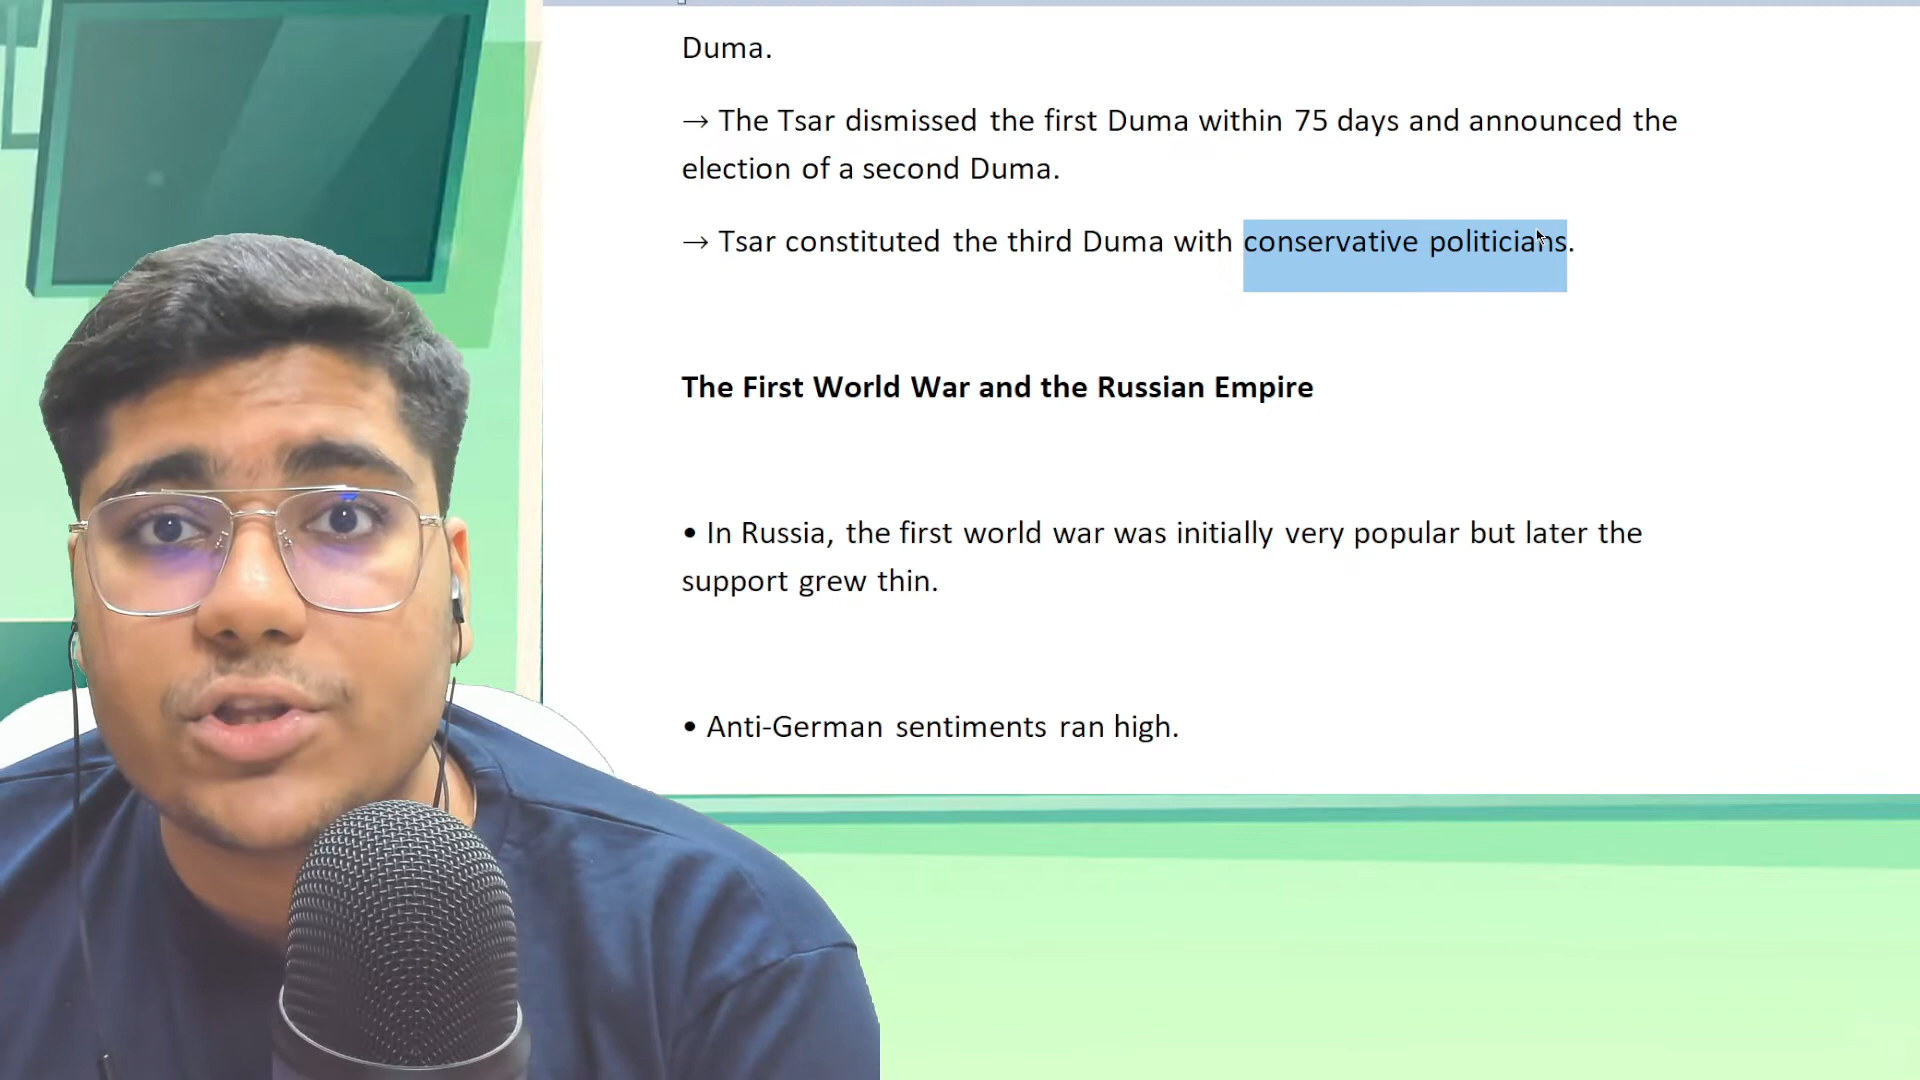 Duma.
→ The Tsar dismissed the first Duma within 75 days and announced the
election of a second Duma.
→ Tsar constituted the third Duma with conservative politicians.
The First World War and the Russian Empire
• In Russia, the first world war was initially very popular but later the
support grew thin.
• Anti-German sentiments ran high.